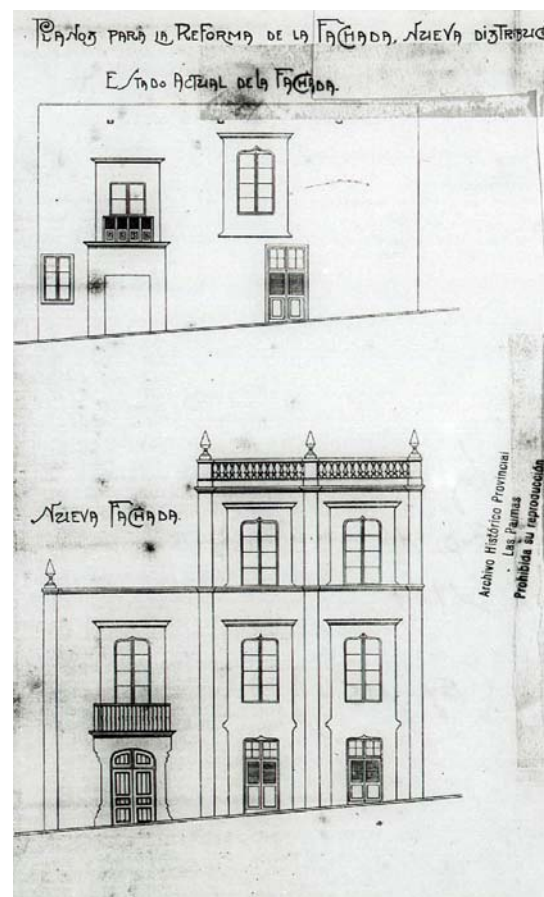 PLANOS PARA LA REFORMA DE LA FACHADA, NUEVA
ESTADO ACTUAL DE LA FACHADA.
NUEVA FACHADA.
Archivo Histórico Provincial
Las Palmas
Prohibida su reproducción